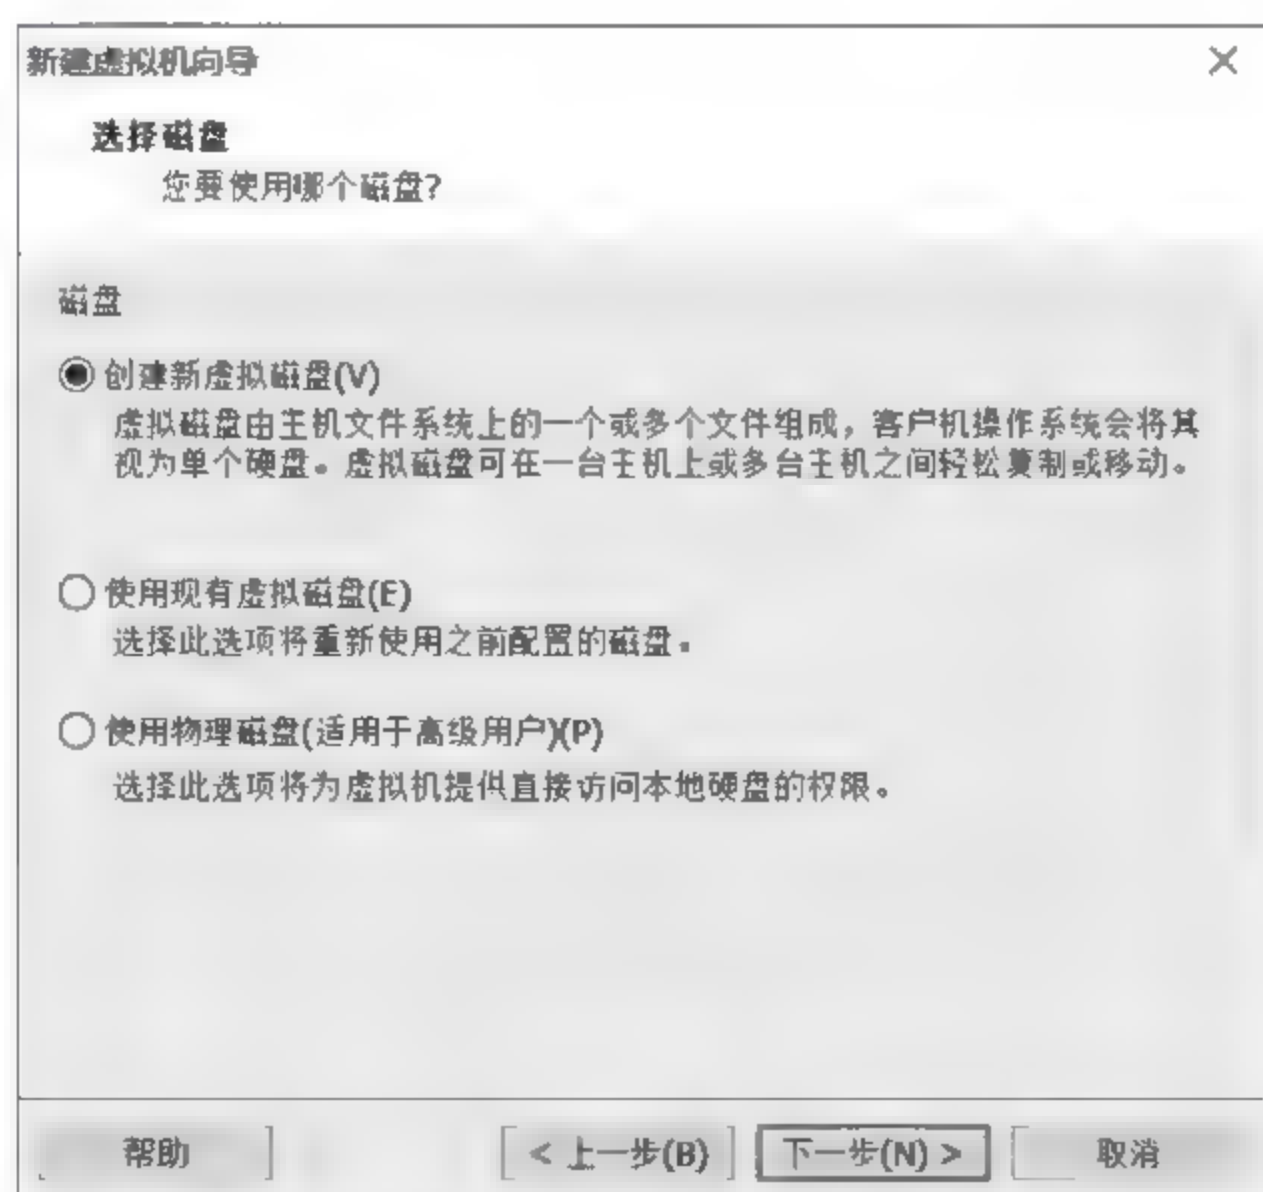 新建虚拟机向导
选择磁盘
您要使用哪个磁盘?
磁盘
创建新虚拟磁盘(V)
虚拟磁盘由主机文件系统上的一个或多个文件组成，客户机操作系统会将其
视为单个硬盘。虚拟磁盘可在一台主机上或多台主机之间轻松复制或移动。
使用现有虚拟磁盘(E)
选择此选项将重新使用之前配置的磁盘。
使用物理磁盘(适用于高级用户)(P)
选择此选项将为虚拟机提供直接访问本地硬盘的权限。
帮助 < 上一步(B) 下一步(N) > 取消